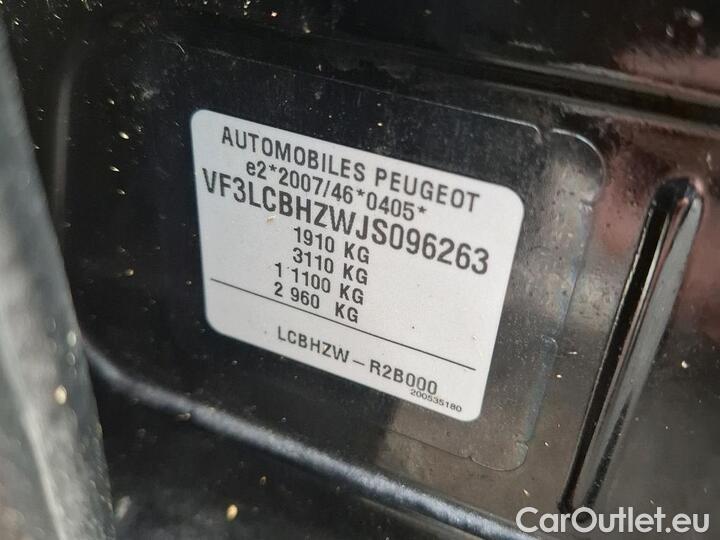 AUTOMOBILES PEUGEOT
e2*2007/46*0405*
VF3LCBHZWJS096263
1910 KG
3110 KG
1 1100 KG
2 960 KG
LCBHZW-R2B000
200535180
CarOutlet.eu